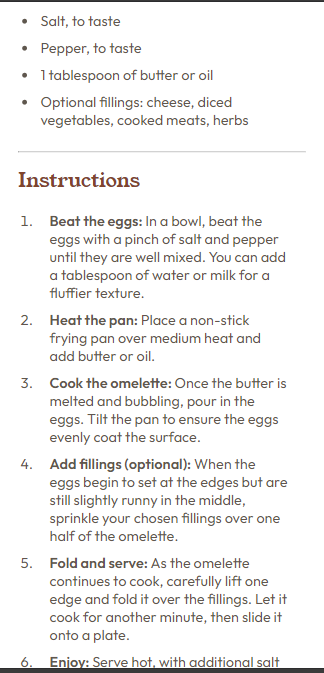 • Salt, to taste
• Pepper, to taste
• 1 tablespoon of butter or oil
• Optional fillings: cheese, diced
vegetables, cooked meats, herbs
Instructions
1. Beat the eggs: In a bowl, beat the
eggs with a pinch of salt and pepper
until they are well mixed. You can add
a tablespoon of water or milk for a
fluffier texture.
2. Heat the pan: Place a non-stick
frying pan over medium heat and
add butter or oil.
3. Cook the omelette: Once the butter is
melted and bubbling, pour in the
eggs. Tilt the pan to ensure the eggs
evenly coat the surface.
4. Add fillings (optional): When the
eggs begin to set at the edges but are
still slightly runny in the middle,
sprinkle your chosen fillings over one
half of the omelette.
5. Fold and serve: As the omelette
continues to cook, carefully lift one
edge and fold it over the fillings. Let it
cook for another minute, then slide it
onto a plate.
6. Enjoy: Serve hot, with additional salt